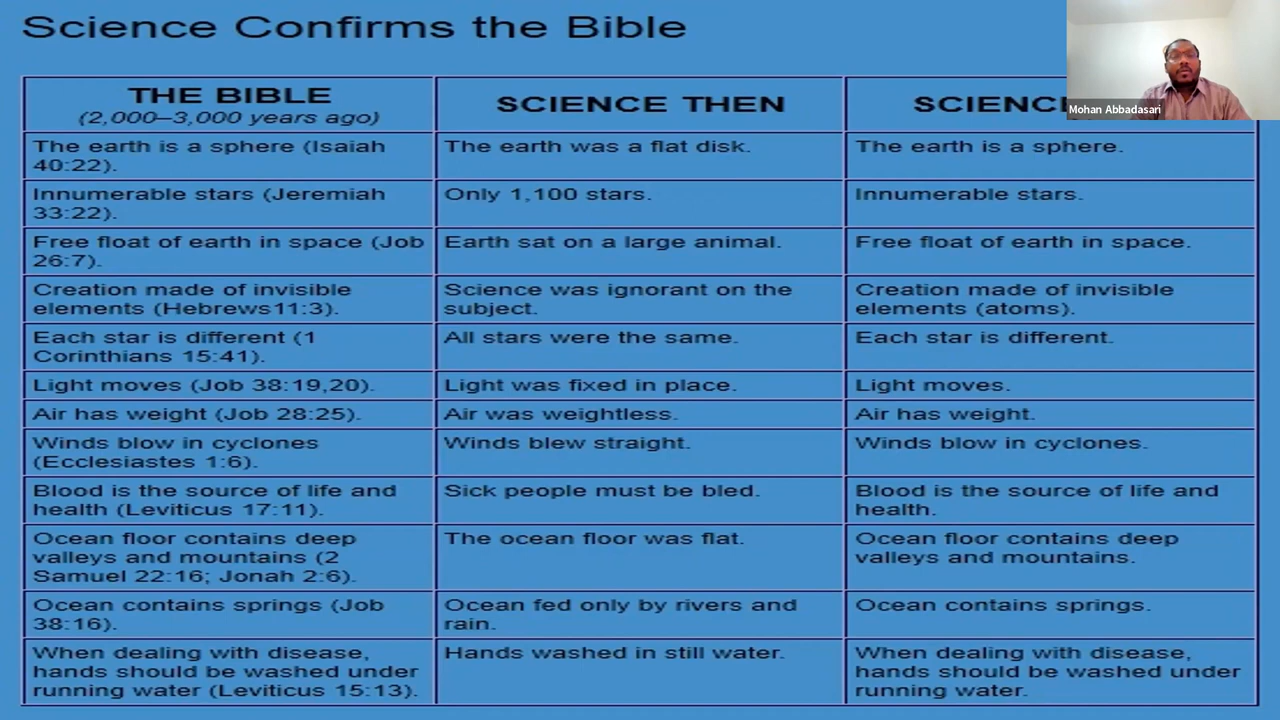 Science Confirms the Bible
Mohan Abbadasari
THE BIBLE
(2,000–3,000 years ago)
SCIENCE THEN
The earth is a sphere (Isaiah
40:22).
The earth was a flat disk.
The earth is a sphere.
Innumerable stars (Jeremiah
33:22).
Only 1,100 stars.
Innumerable stars.
Free float of earth in space (Job
26:7).
Earth sat on a large animal.
Free float of earth in space.
Creation made of invisible
elements (Hebrews11:3).
Science was ignorant on the
subject.
Creation made of invisible
elements (atoms).
Each star is different (1
Corinthians 15:41).
All stars were the same.
Each star is different.
Light moves (Job 38:19,20).
Light was fixed in place.
Light moves.
Air has weight (Job 28:25).
Air was weightless.
Air has weight.
Winds blow in cyclones
(Ecclesiastes 1:6).
Winds blew straight.
Winds blow in cyclones.
Blood is the source of life and
health (Leviticus 17:11).
Sick people must be bled.
Blood is the source of life and
health.
Ocean floor contains deep
valleys and mountains (2
Samuel 22:16; Jonah 2:6).
The ocean floor was flat.
Ocean floor contains deep
valleys and mountains.
Ocean contains springs (Job
38:16).
Ocean fed only by rivers and
rain.
Ocean contains springs.
When dealing with disease,
hands should be washed under
running water (Leviticus 15:13).
Hands washed in still water.
When dealing with disease,
hands should be washed under
running water.